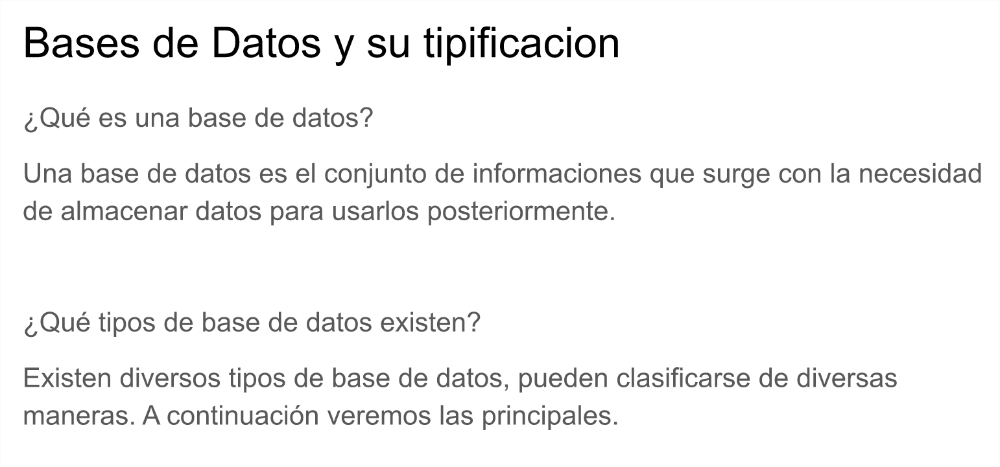 Bases de Datos y su tipificacion
¿Qué es una base de datos?
Una base de datos es el conjunto de informaciones que surge con la necesidad
de almacenar datos para usarlos posteriormente.
¿Qué tipos de base de datos existen?
Existen diversos tipos de base de datos, pueden clasificarse de diversas
maneras. A continuación veremos las principales.